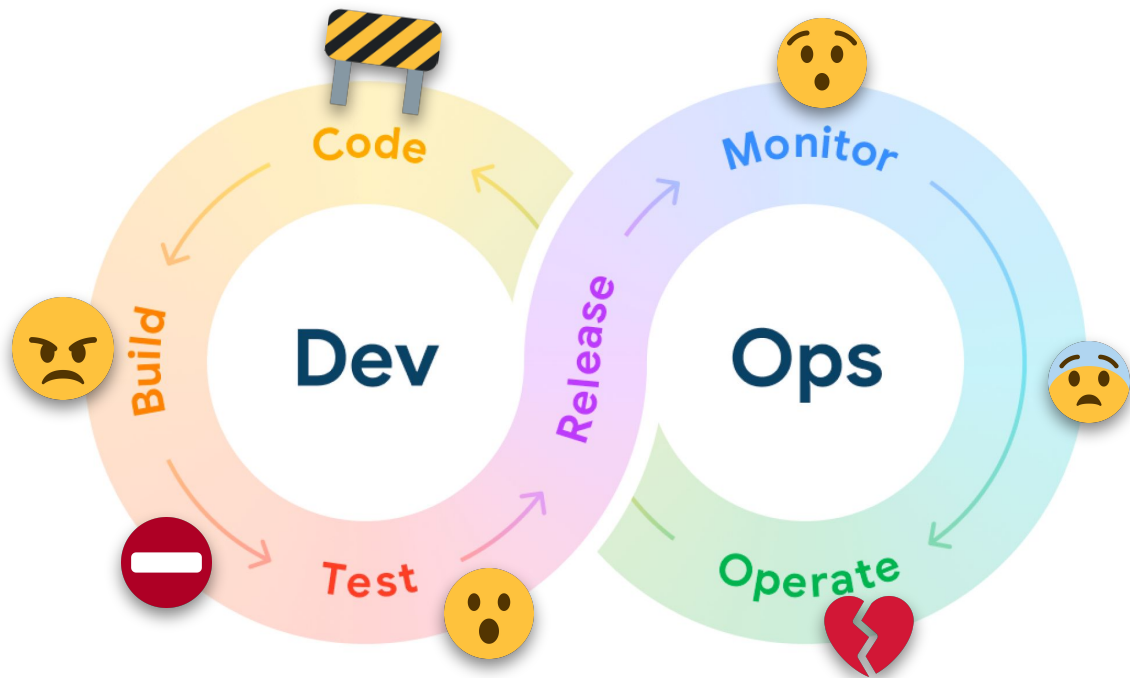 Code
Build
Test
Release
Monitor
Operate
Dev
Ops